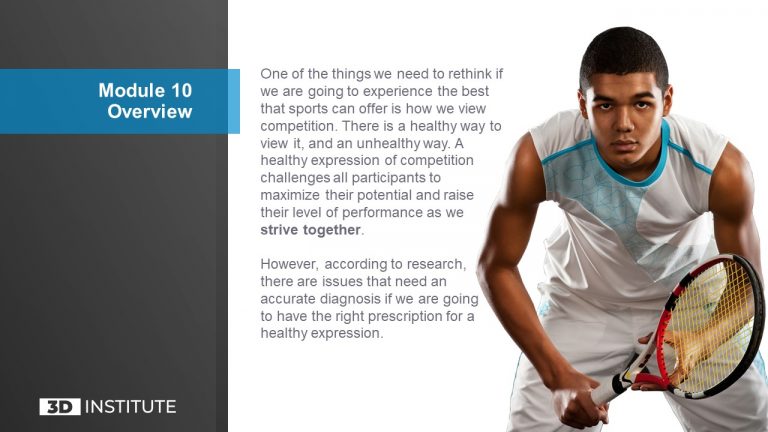 Module 10
Overview
One of the things we need to rethink if
we are going to experience the best
that sports can offer is how we view
competition. There is a healthy way to
view it, and an unhealthy way. A
healthy expression of competition
challenges all participants to
maximize their potential and raise
their level of performance as we
strive together.
However, according to research,
there are issues that need an
accurate diagnosis if we are going
to have the right prescription for a
healthy expression.
3D INSTITUTE